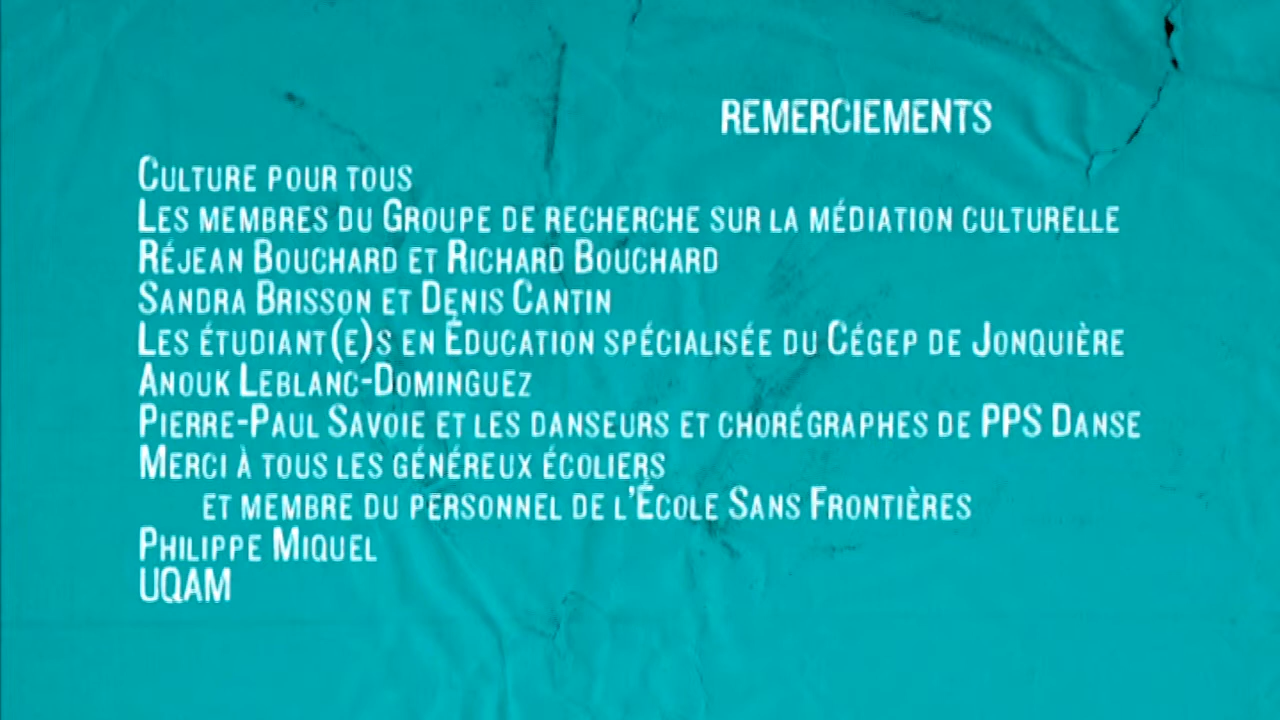 REMERCIEMENTS
Culture pour tous
Les membres du Groupe de recherche sur la médiation culturelle
Réjean Bouchard et Richard Bouchard
Sandra Brisson et Denis Cantin
Les étudiant(e)s en Éducation spécialisée du Cégep de Jonquière
Anouk Leblanc-Dominguez
Pierre-Paul Savoie et les danseurs et chorégraphes de PPS Danse
Merci à tous les généreux écoliers
et membre du personnel de l'École Sans Frontières
Philippe Miquel
UQAM